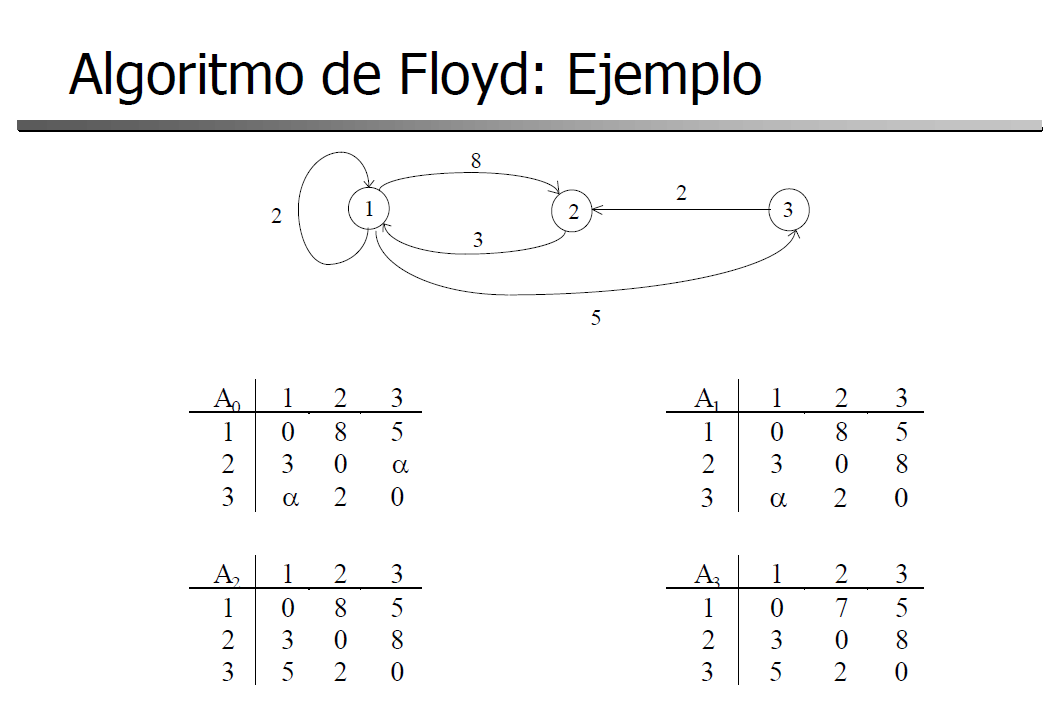 Algoritmo de Floyd: Ejemplo
8
2 1 2 2 3
3
5
A0 1 2 3
1 0 8 5
2 3 0 α
3 α 2 0
A1 1 2 3
1 0 8 5
2 3 0 8
3 α 2 0
A2 1 2 3
1 0 8 5
2 3 0 8
3 5 2 0
A3 1 2 3
1 0 7 5
2 3 0 8
3 5 2 0